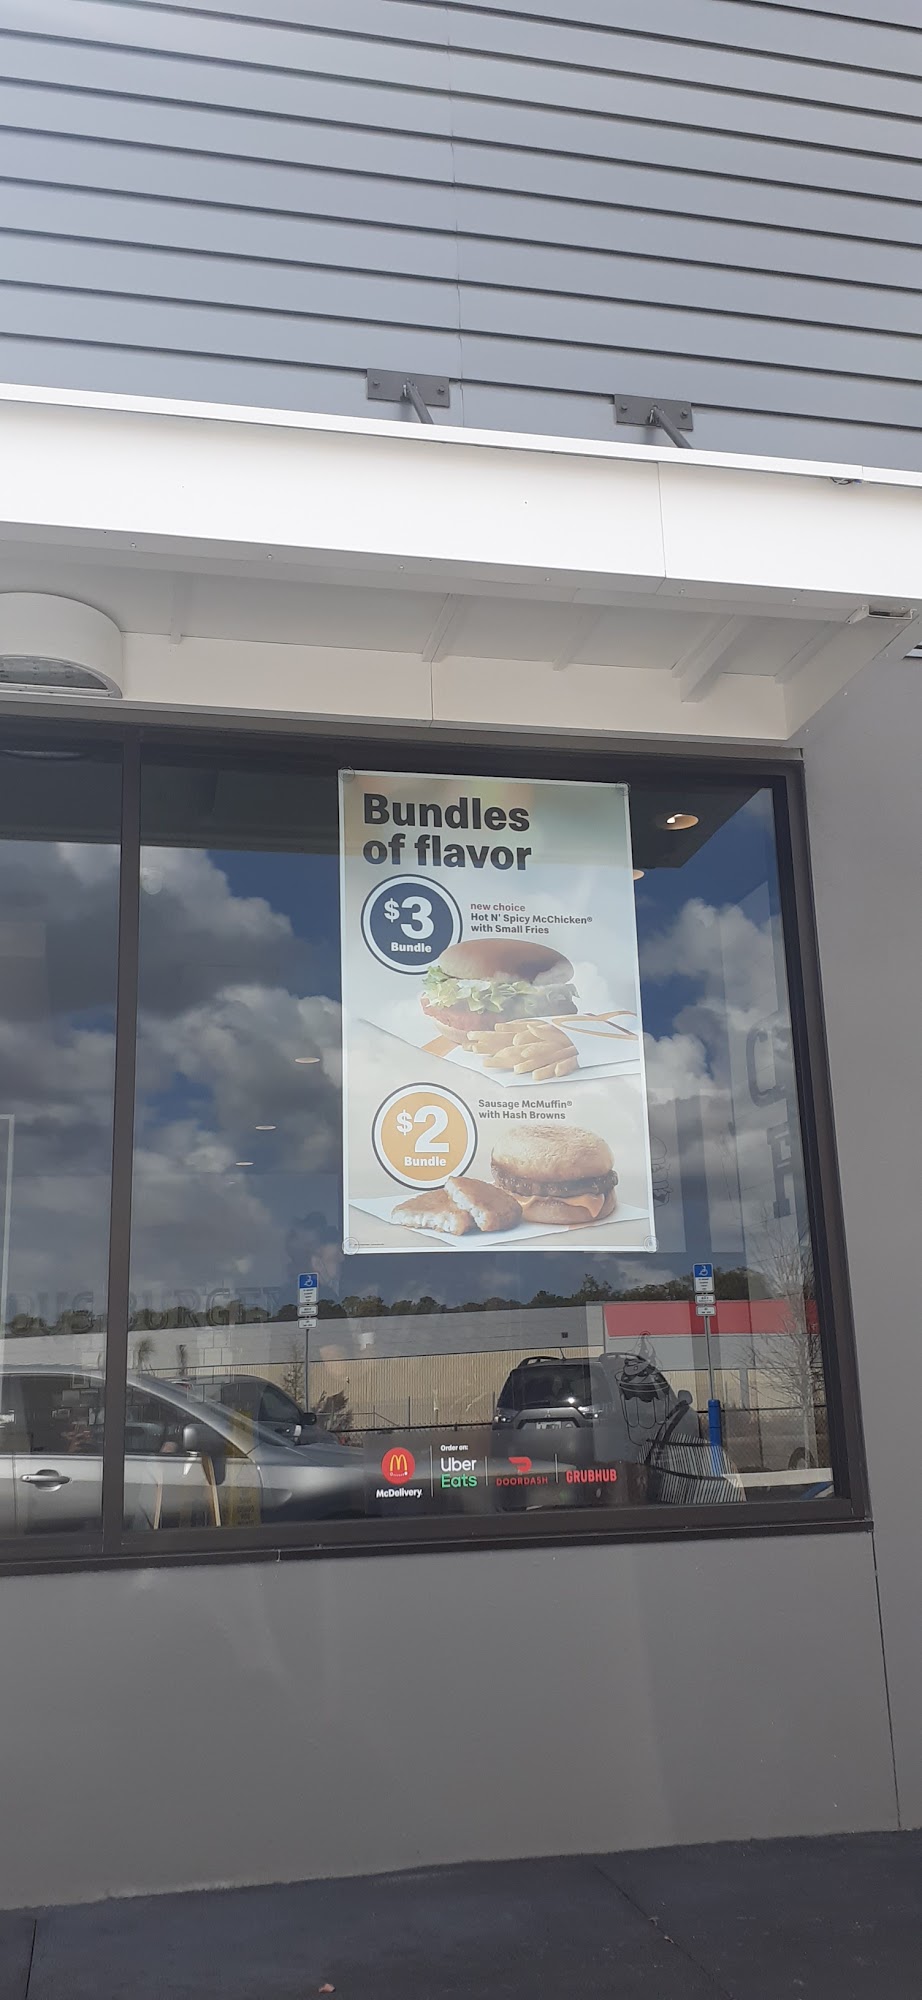 Bundles
of flavor
$3
Bundle
new choice
Hot N' Spicy McChicken®
with Small Fries
$2
Bundle
Sausage McMuffin®
with Hash Browns
McDelivery
Order on:
Uber
Eats
DOORDASH
GRUBHUB